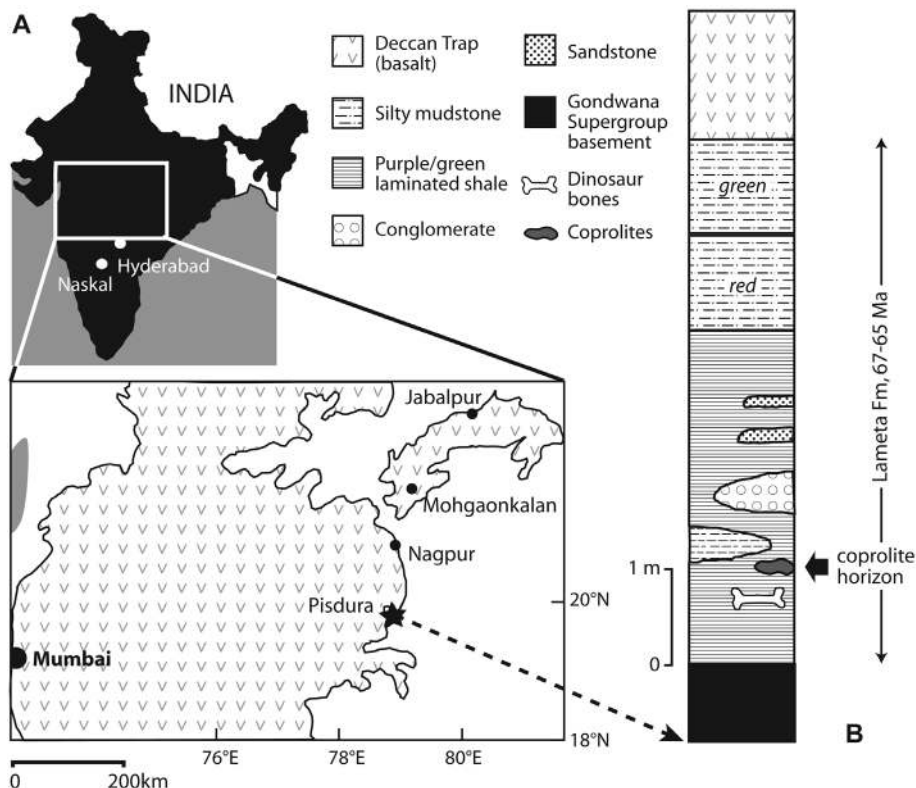 A
INDIA
Hyderabad
Naskal
Deccan Trap
(basalt)
Silty mudstone
Purple/green
laminated shale
Conglomerate
Sandstone
Gondwana
Supergroup
basement
Dinosaur
bones
Coprolites
Jabalpur
Mohgaonkalan
Nagpur
Pisdura
Mumbai
20°N
18°N
76°E
78°E
80°E
0
200km
green
red
Lameta Fm, 67-65 Ma
coprolite
horizon
1 m
0
B